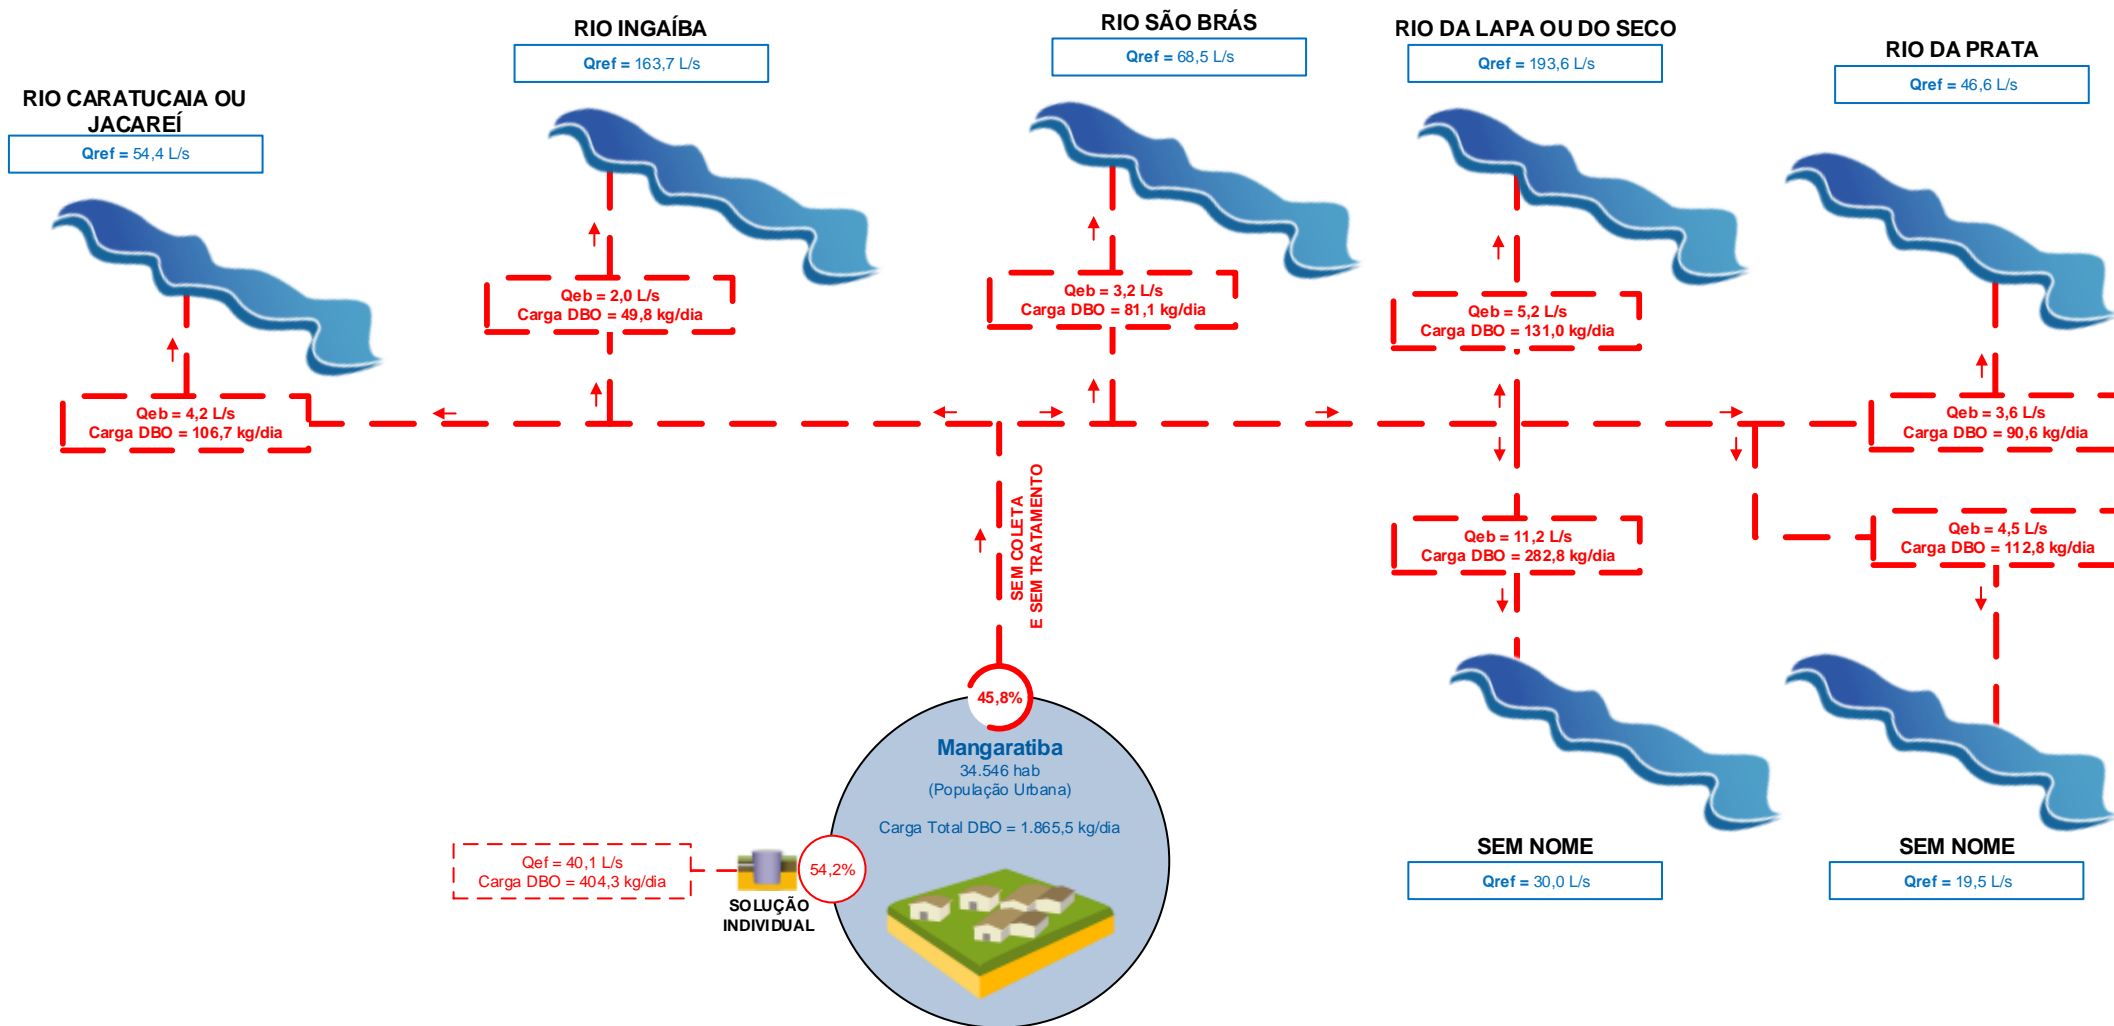 RIO CARATUCAIA OU
JACAREÍ
Qref = 54,4 L/s
RIO INGAÍBA
Qref = 163,7 L/s
RIO SÃO BRÁS
Qref = 68,5 L/s
RIO DA LAPA OU DO SECO
Qref = 193,6 L/s
RIO DA PRATA
Qref = 46,6 L/s
Qeb = 4,2 L/s
Carga DBO = 106,7 kg/dia
Qeb = 2,0 L/s
Carga DBO = 49,8 kg/dia
Qeb = 3,2 L/s
Carga DBO = 81,1 kg/dia
Qeb = 5,2 L/s
Carga DBO = 131,0 kg/dia
Qeb = 3,6 L/s
Carga DBO = 90,6 kg/dia
Qeb = 11,2 L/s
Carga DBO = 282,8 kg/dia
Qeb = 4,5 L/s
Carga DBO = 112,8 kg/dia
SEM COLETA
E SEM TRATAMENTO
45,8%
Mangaratiba
34.546 hab
(População Urbana)
Carga Total DBO = 1.865,5 kg/dia
54,2%
SOLUÇÃO
INDIVIDUAL
Qef = 40,1 L/s
Carga DBO = 404,3 kg/dia
SEM NOME
Qref = 30,0 L/s
SEM NOME
Qref = 19,5 L/s